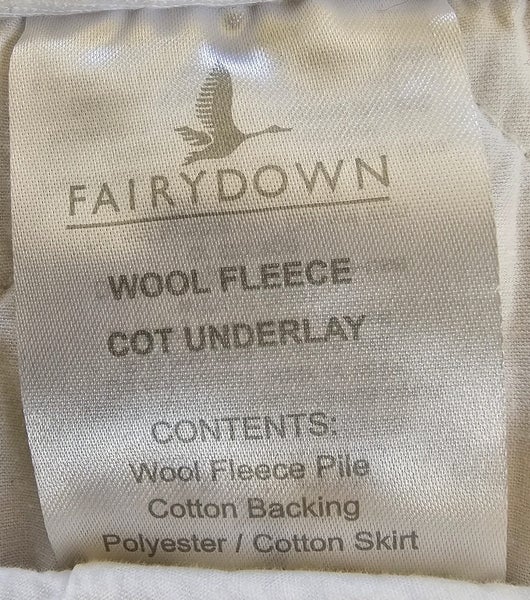 FAIRYDOWN
WOOL FLEECE
COT UNDERLAY
CONTENTS:
Wool Fleece Pile
Cotton Backing
Polyester / Cotton Skirt